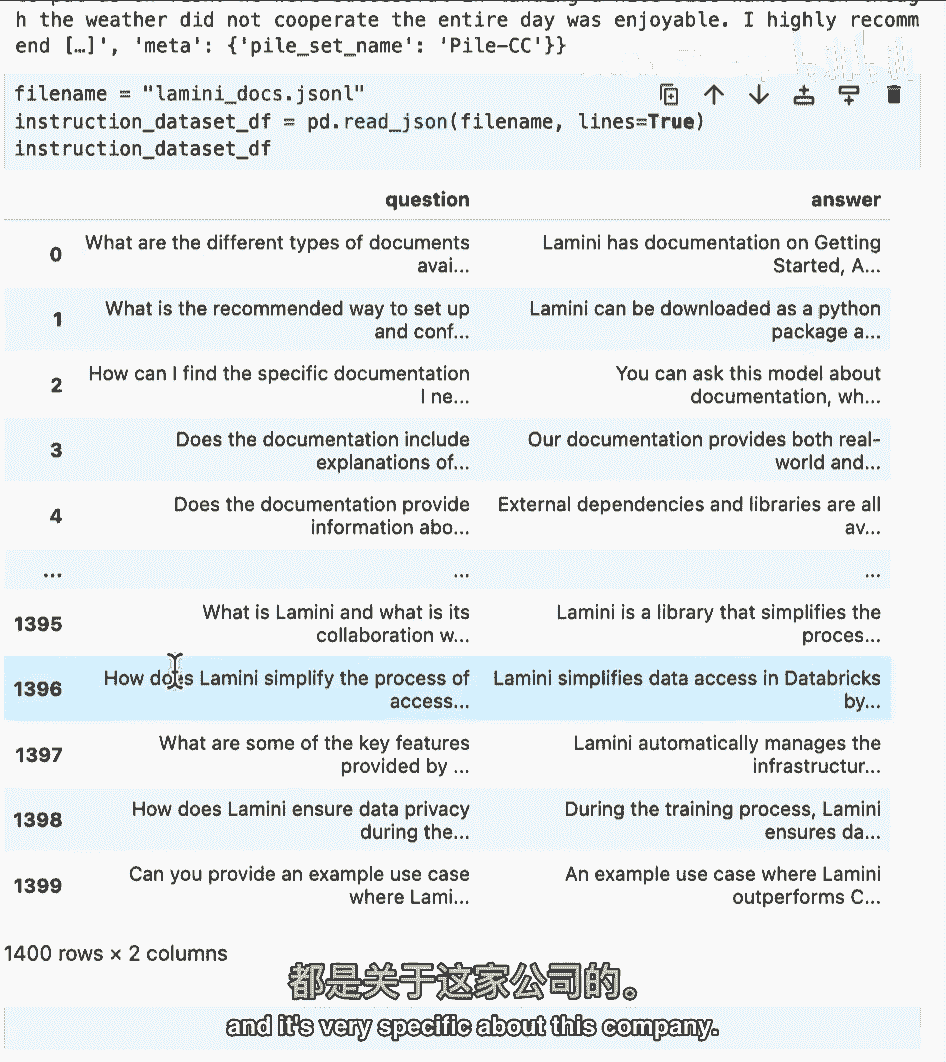 h the weather did not cooperate the entire day was enjoyable. I highly recomm
end […]', 'meta': {'pile_set_name': 'Pile-CC'}}
filename = "lamini_docs.jsonl"
instruction_dataset_df = pd.read_json(filename, lines=True)
instruction_dataset_df
question answer
0 What are the different types of documents avai... Lamini has documentation on Getting Started, A...
1 What is the recommended way to set up and conf... Lamini can be downloaded as a python package a...
2 How can I find the specific documentation I ne... You can ask this model about documentation, wh...
3 Does the documentation include explanations of... Our documentation provides both real-world and...
4 Does the documentation provide information abo... External dependencies and libraries are all av...
... ... ...
1395 What is Lamini and what is its collaboration w... Lamini is a library that simplifies the proces...
1396 How does Lamini simplify the process of access... Lamini simplifies data access in Databricks by...
1397 What are some of the key features provided by ... Lamini automatically manages the infrastructur...
1398 How does Lamini ensure data privacy during the... During the training process, Lamini ensures da...
1399 Can you provide an example use case where Lami... An example use case where Lamini outperforms C...
1400 rows × 2 columns
都是关于这家公司的。
and it's very specific about this company.